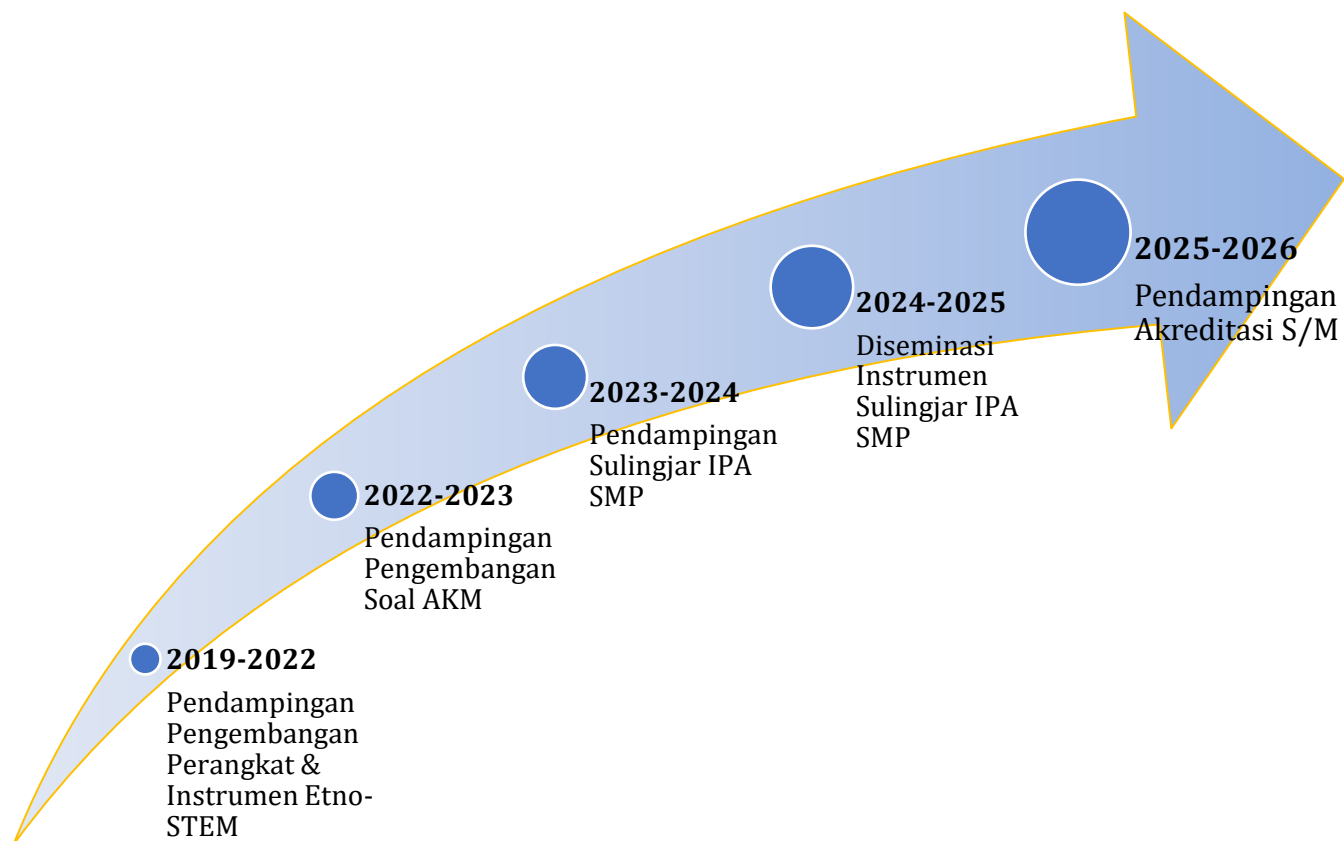 2019-2022
Pendampingan
Pengembangan
Perangkat &
Instrumen Etno-
STEM
2022-2023
Pendampingan
Pengembangan
Soal AKM
2023-2024
Pendampingan
Sulingjar IPA
SMP
2024-2025
Diseminasi
Instrumen
Sulingjar IPA
SMP
2025-2026
Pendampingan
Akreditasi S/M